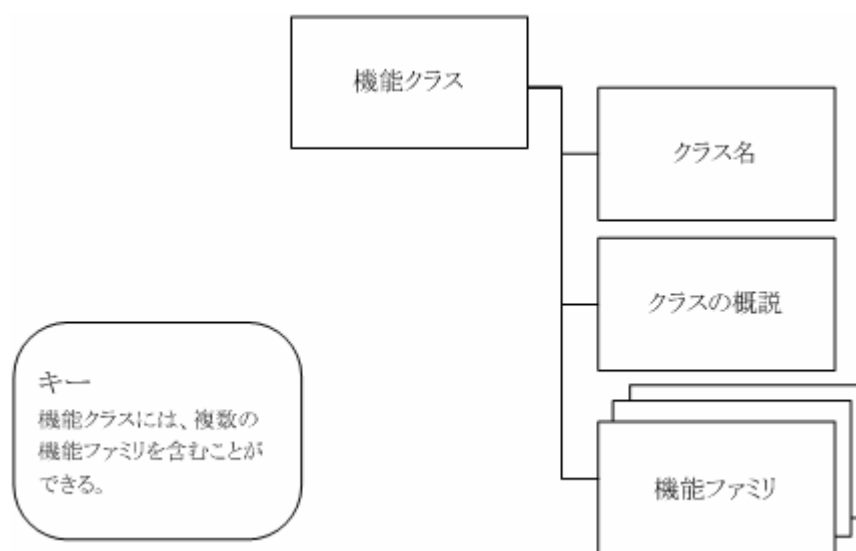 機能クラス
クラス名
クラスの概説
機能ファミリ
キー
機能クラスには、複数の
機能ファミリを含むことが
できる。